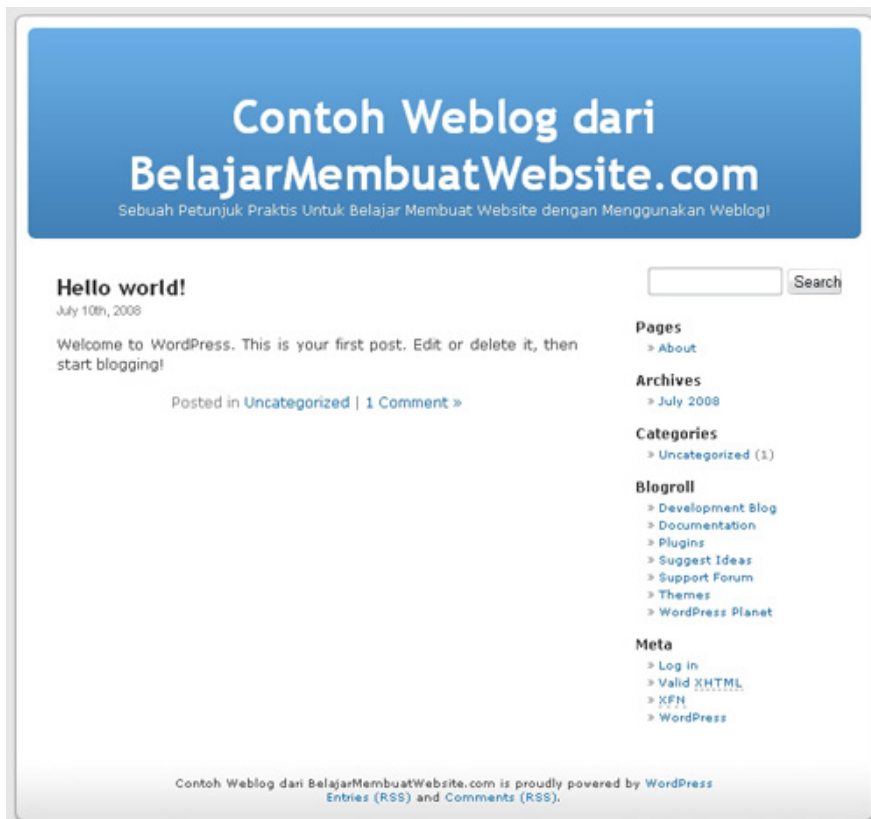 Contoh Weblog dari
BelajarMembuatWebsite.com
Sebuah Petunjuk Praktis Untuk Belajar Membuat Website dengan Menggunakan Weblog!
Hello world!
July 10th, 2008
Welcome to WordPress. This is your first post. Edit or delete it, then
start blogging!
Posted in Uncategorized | 1 Comment »
Search
Pages
» About
Archives
» July 2008
Categories
» Uncategorized (1)
Blogroll
» Development Blog
» Documentation
» Plugins
» Suggest Ideas
» Support Forum
» Themes
» WordPress Planet
Meta
» Log in
» Valid XHTML
» XFN
» WordPress
Contoh Weblog dari BelajarMembuatWebsite.com is proudly powered by WordPress
Entries (RSS) and Comments (RSS).